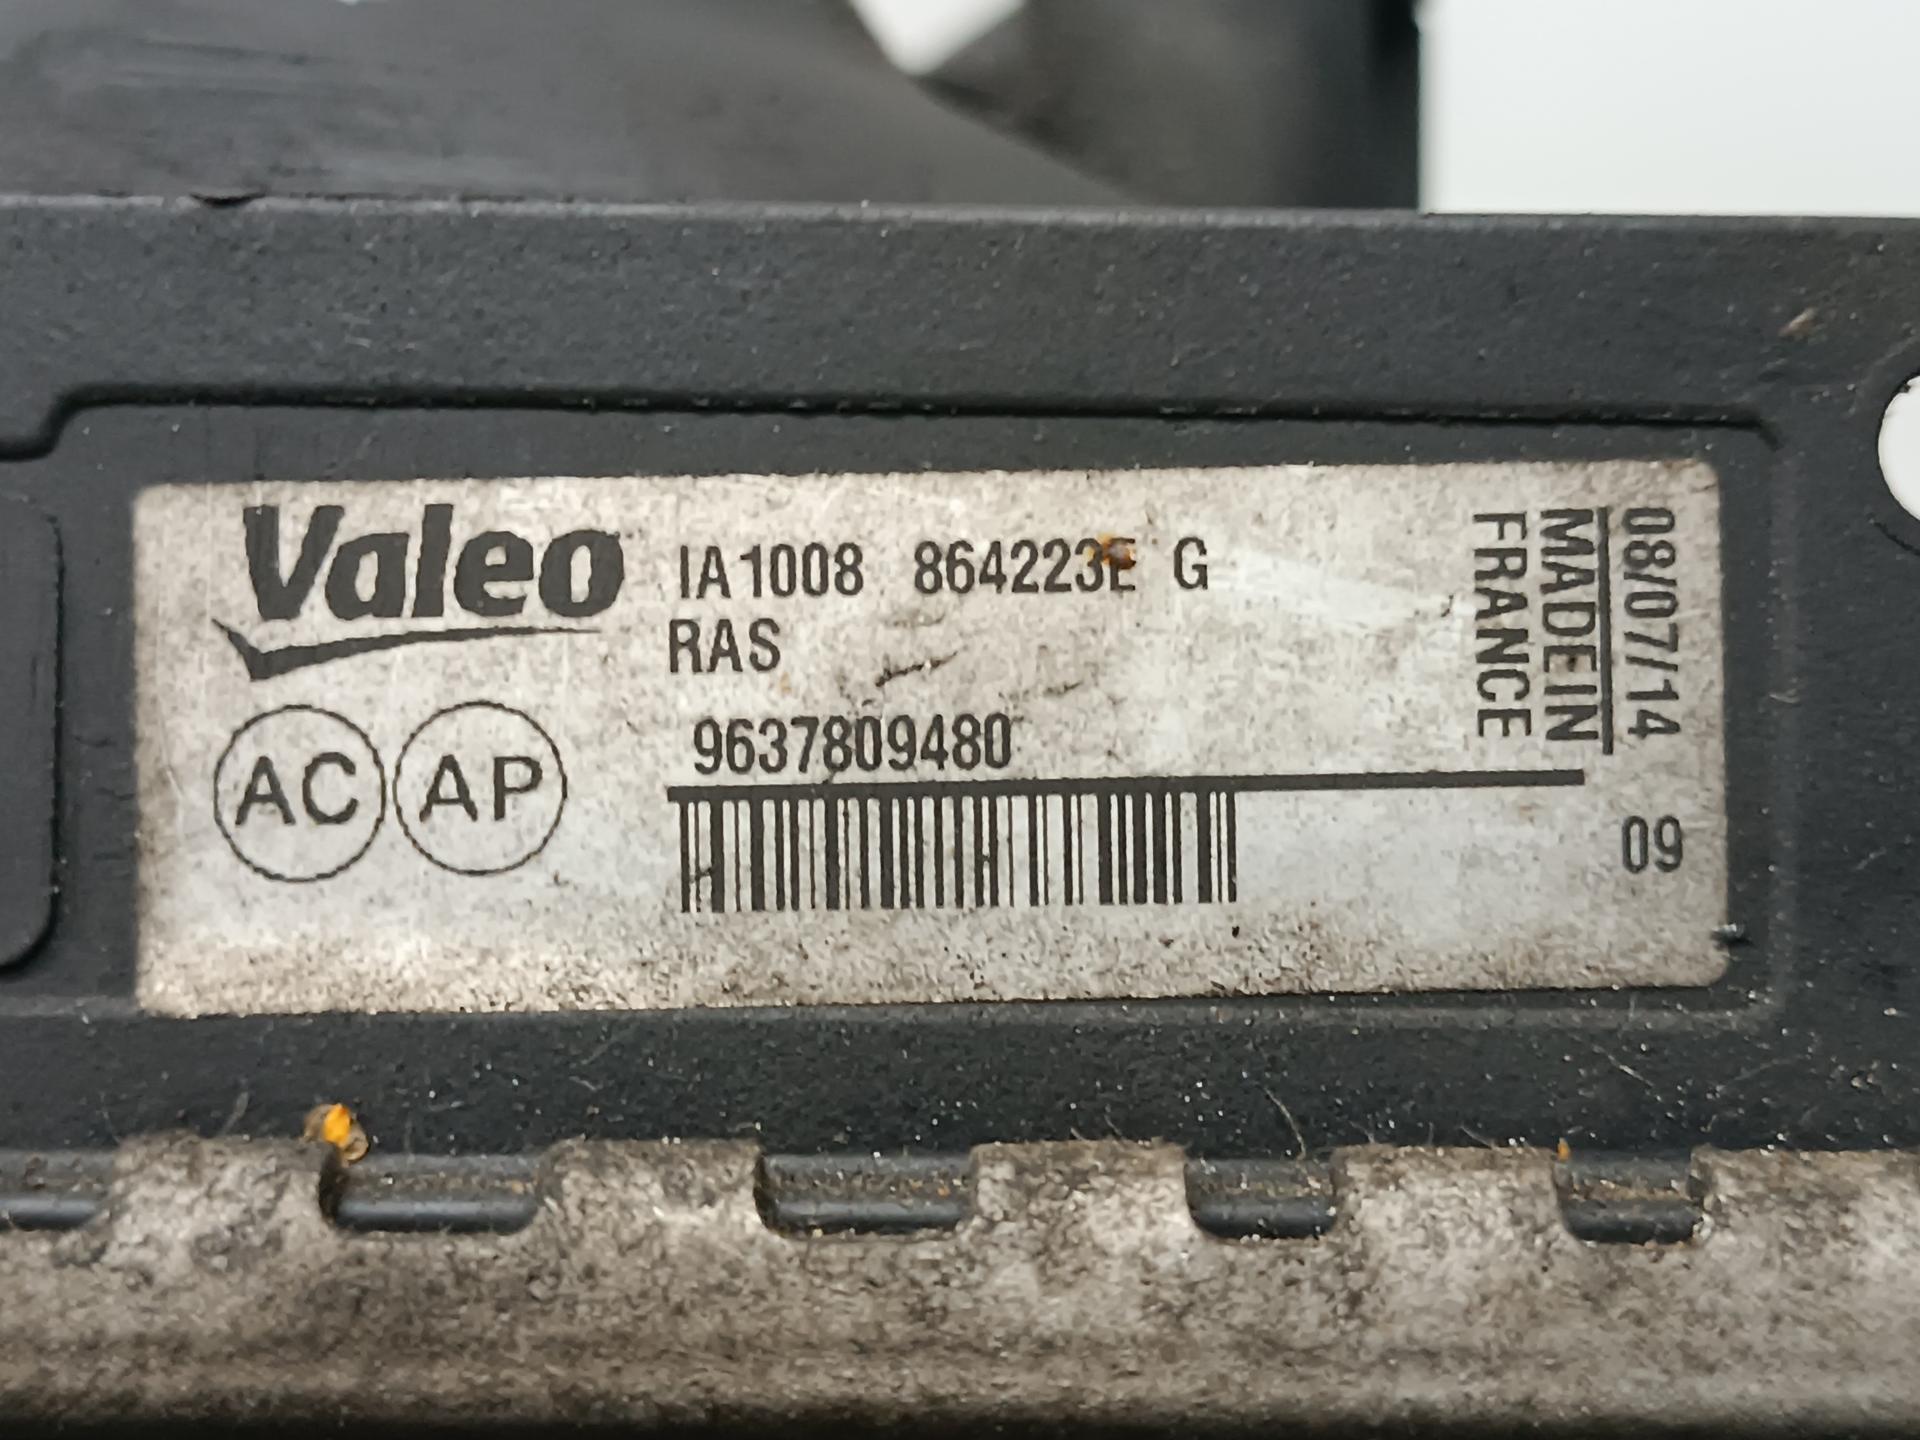 Valeo IA1008 864223E G
RAS
AC AP
9637809480
08/07/14
MADE IN
FRANCE
09